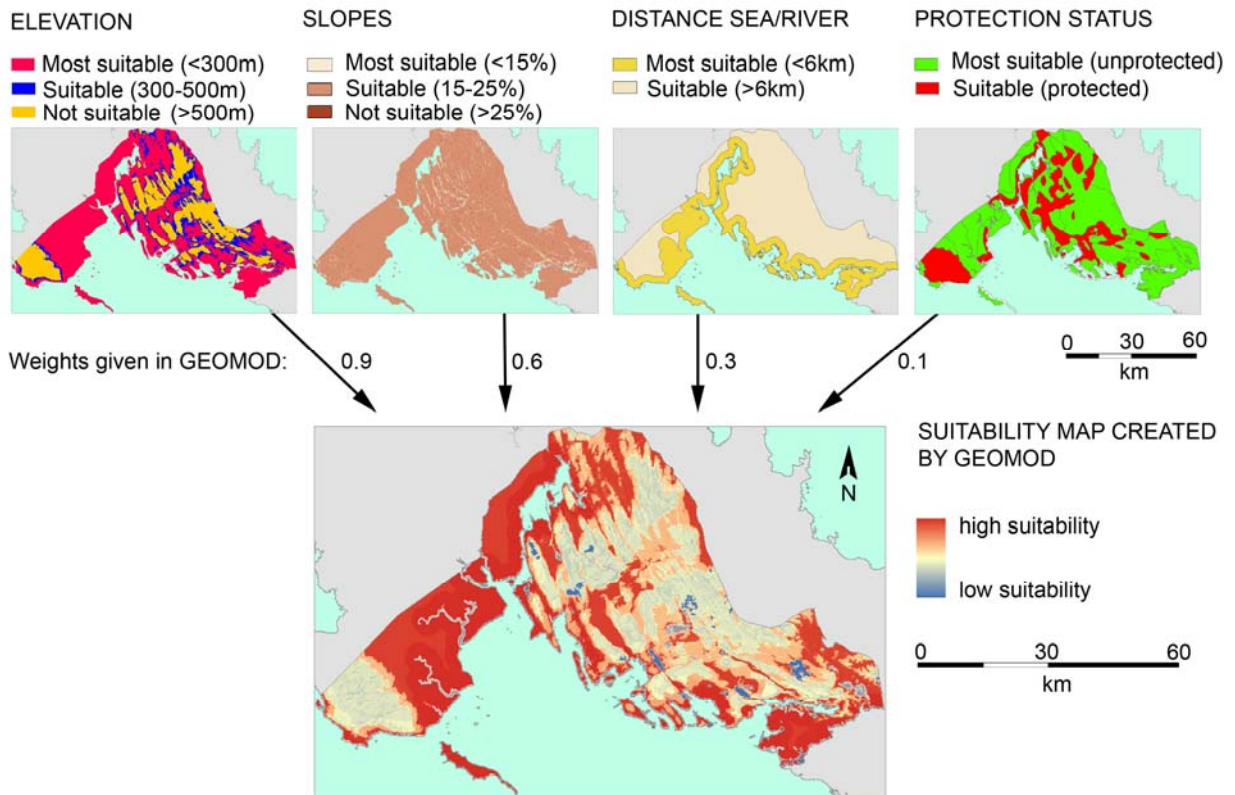 ELEVATION
Most suitable (<300m)
Suitable (300-500m)
Not suitable (>500m)
SLOPES
Most suitable (<15%)
Suitable (15-25%)
Not suitable (>25%)
DISTANCE SEA/RIVER
Most suitable (<6km)
Suitable (>6km)
PROTECTION STATUS
Most suitable (unprotected)
Suitable (protected)
Weights given in GEOMOD:
0.9
0.6
0.3
0.1
0 30 60
km
N
SUITABILITY MAP CREATED
BY GEOMOD
high suitability
low suitability
0 30 60
km